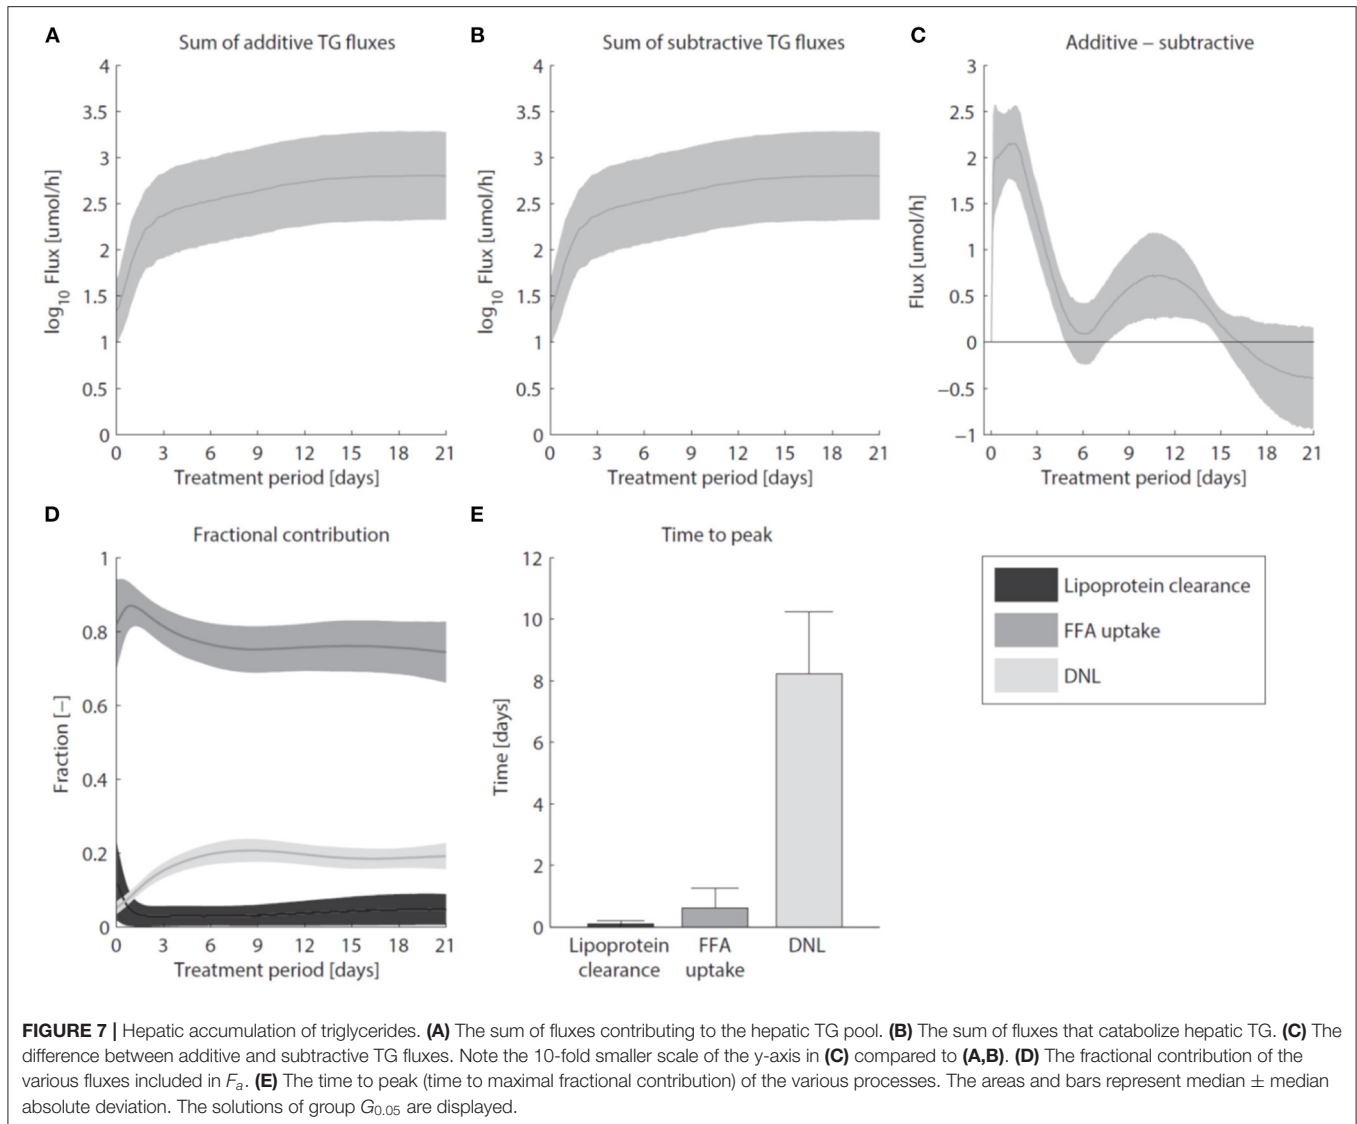 A
Sum of additive TG fluxes
4
3.5
3
2.5
2
1.5
1
0.5
0
log10 Flux [umol/h]
0 3 6 9 12 15 18 21
Treatment period [days]
B
Sum of subtractive TG fluxes
4
3.5
3
2.5
2
1.5
1
0.5
0
log10 Flux [umol/h]
0 3 6 9 12 15 18 21
Treatment period [days]
C
Additive – subtractive
3
2.5
2
1.5
1
0.5
0
−0.5
−1
Flux [umol/h]
0 3 6 9 12 15 18 21
Treatment period [days]
D
Fractional contribution
1
0.8
0.6
0.4
0.2
0
Fraction [−]
0 3 6 9 12 15 18 21
Treatment period [days]
E
Time to peak
12
10
8
6
4
2
0
Time [days]
Lipoprotein clearance
FFA uptake
DNL
Lipoprotein clearance
FFA uptake
DNL
FIGURE 7 | Hepatic accumulation of triglycerides. (A) The sum of fluxes contributing to the hepatic TG pool. (B) The sum of fluxes that catabolize hepatic TG. (C) The
difference between additive and subtractive TG fluxes. Note the 10-fold smaller scale of the y-axis in (C) compared to (A,B). (D) The fractional contribution of the
various fluxes included in Fa. (E) The time to peak (time to maximal fractional contribution) of the various processes. The areas and bars represent median ± median
absolute deviation. The solutions of group G0.05 are displayed.